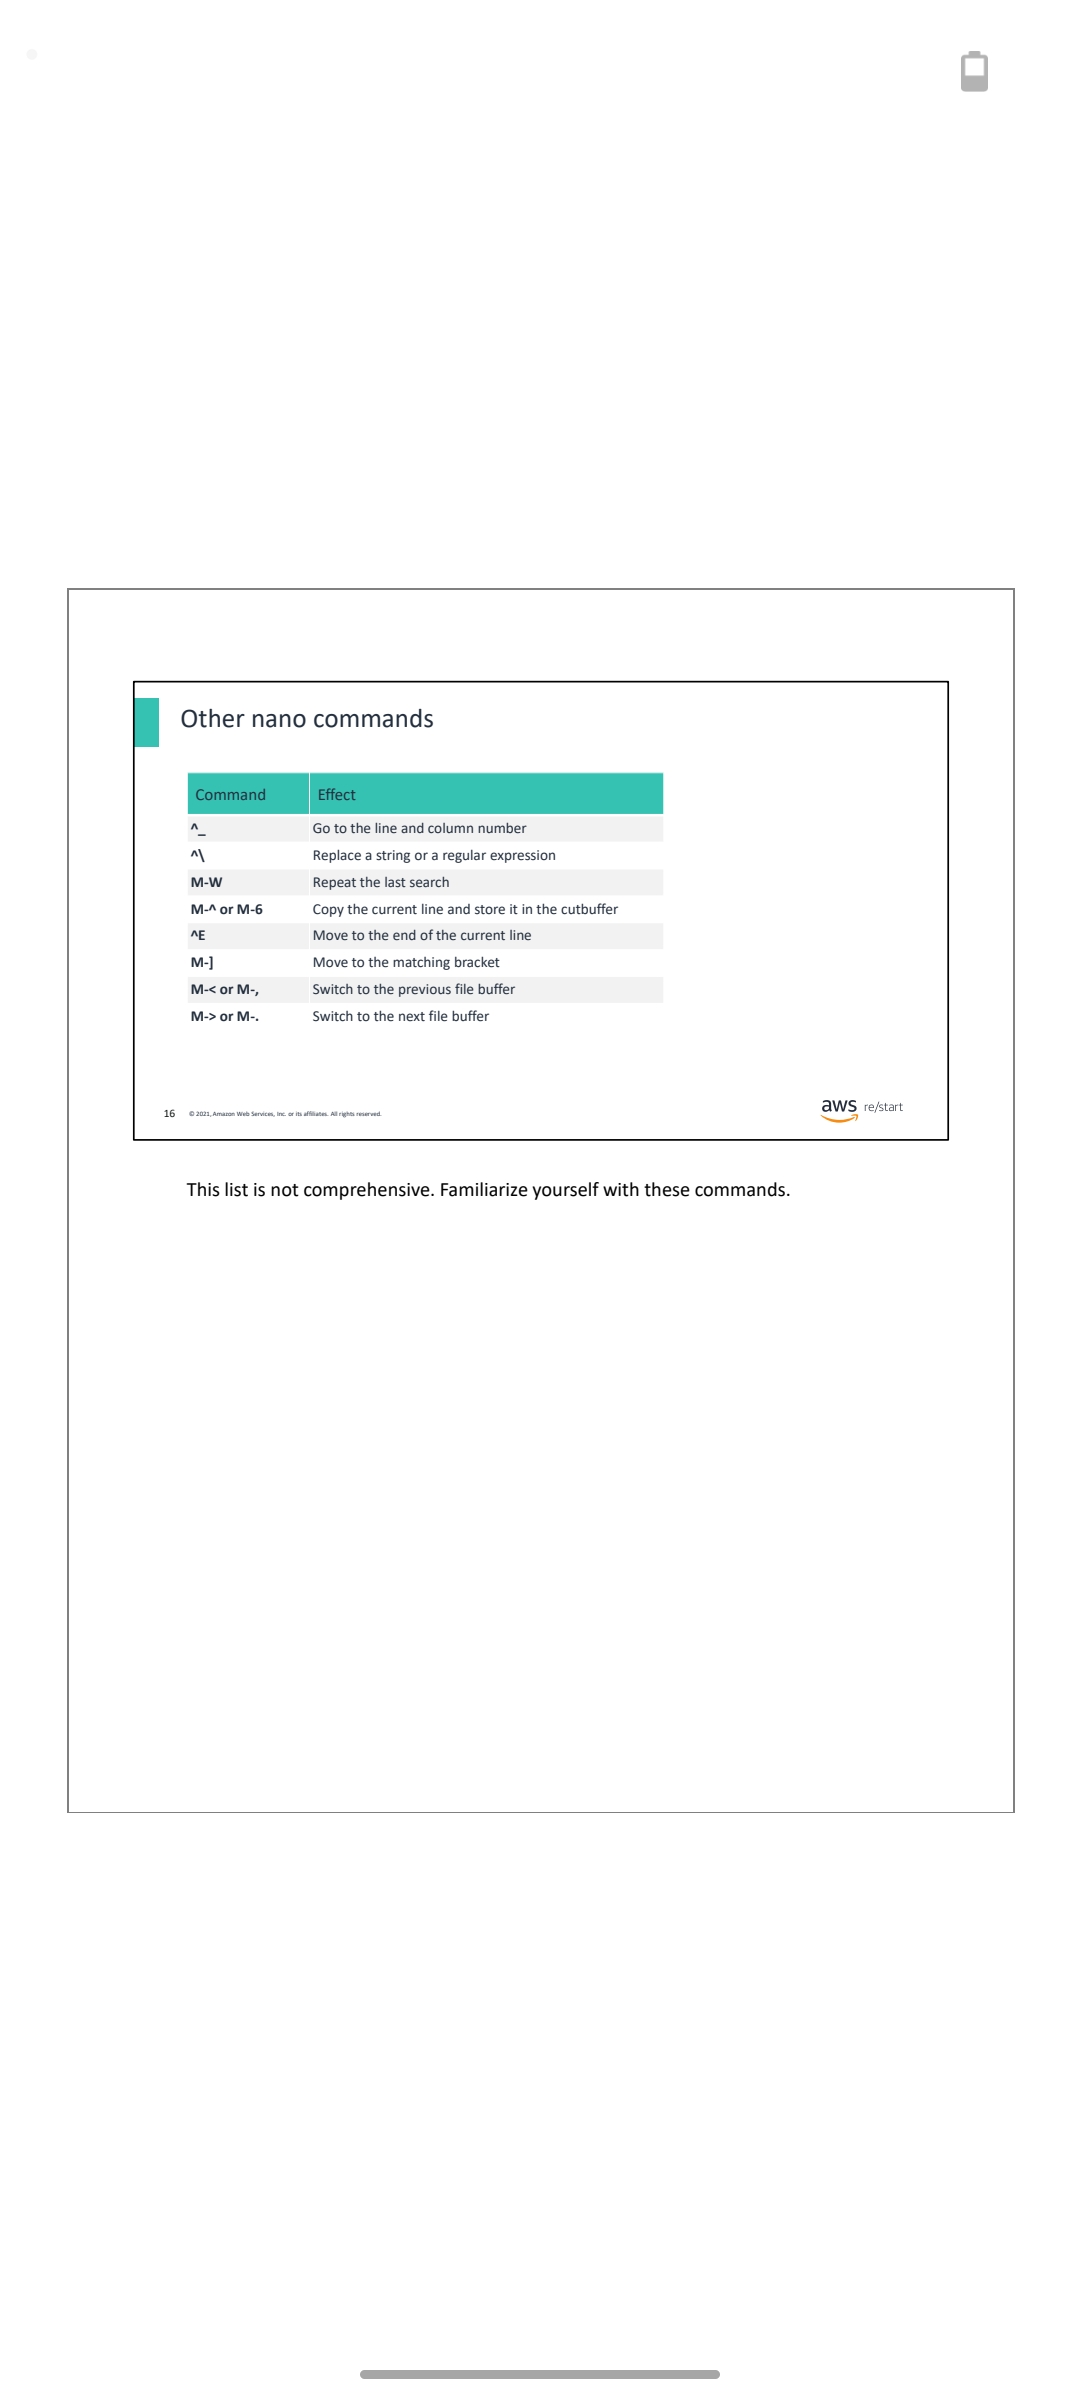 Other nano commands
Command Effect
^_ Go to the line and column number
^\ Replace a string or a regular expression
M-W Repeat the last search
M-^ or M-6 Copy the current line and store it in the cutbuffer
^E Move to the end of the current line
M-] Move to the matching bracket
M-< or M-, Switch to the previous file buffer
M-> or M-. Switch to the next file buffer
16 © 2021, Amazon Web Services, Inc. or its affiliates. All rights reserved.
aws re/start
This list is not comprehensive. Familiarize yourself with these commands.